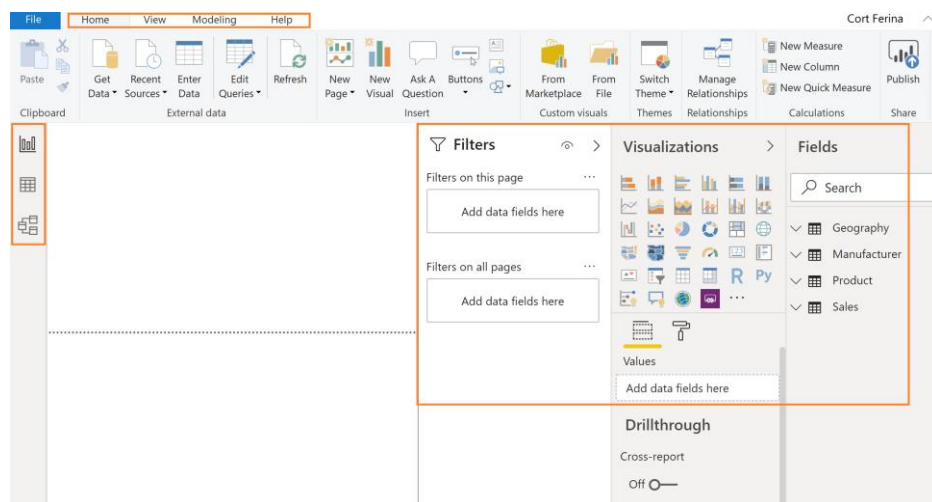 File Home View Modeling Help Cort Ferina
Paste
Get Data
Recent Sources
Enter Data
Edit Queries
Refresh
New Page
New Visual
Ask A Question
Buttons
From Marketplace
From File
Switch Theme
Manage Relationships
New Measure
New Column
New Quick Measure
Publish
Clipboard External data Insert Custom visuals Themes Relationships Calculations Share
Filters
Filters on this page
Add data fields here
Filters on all pages
Add data fields here
Visualizations
123
R Py
Values
Add data fields here
Drillthrough
Cross-report
Off
Fields
Search
Geography
Manufacturer
Product
Sales